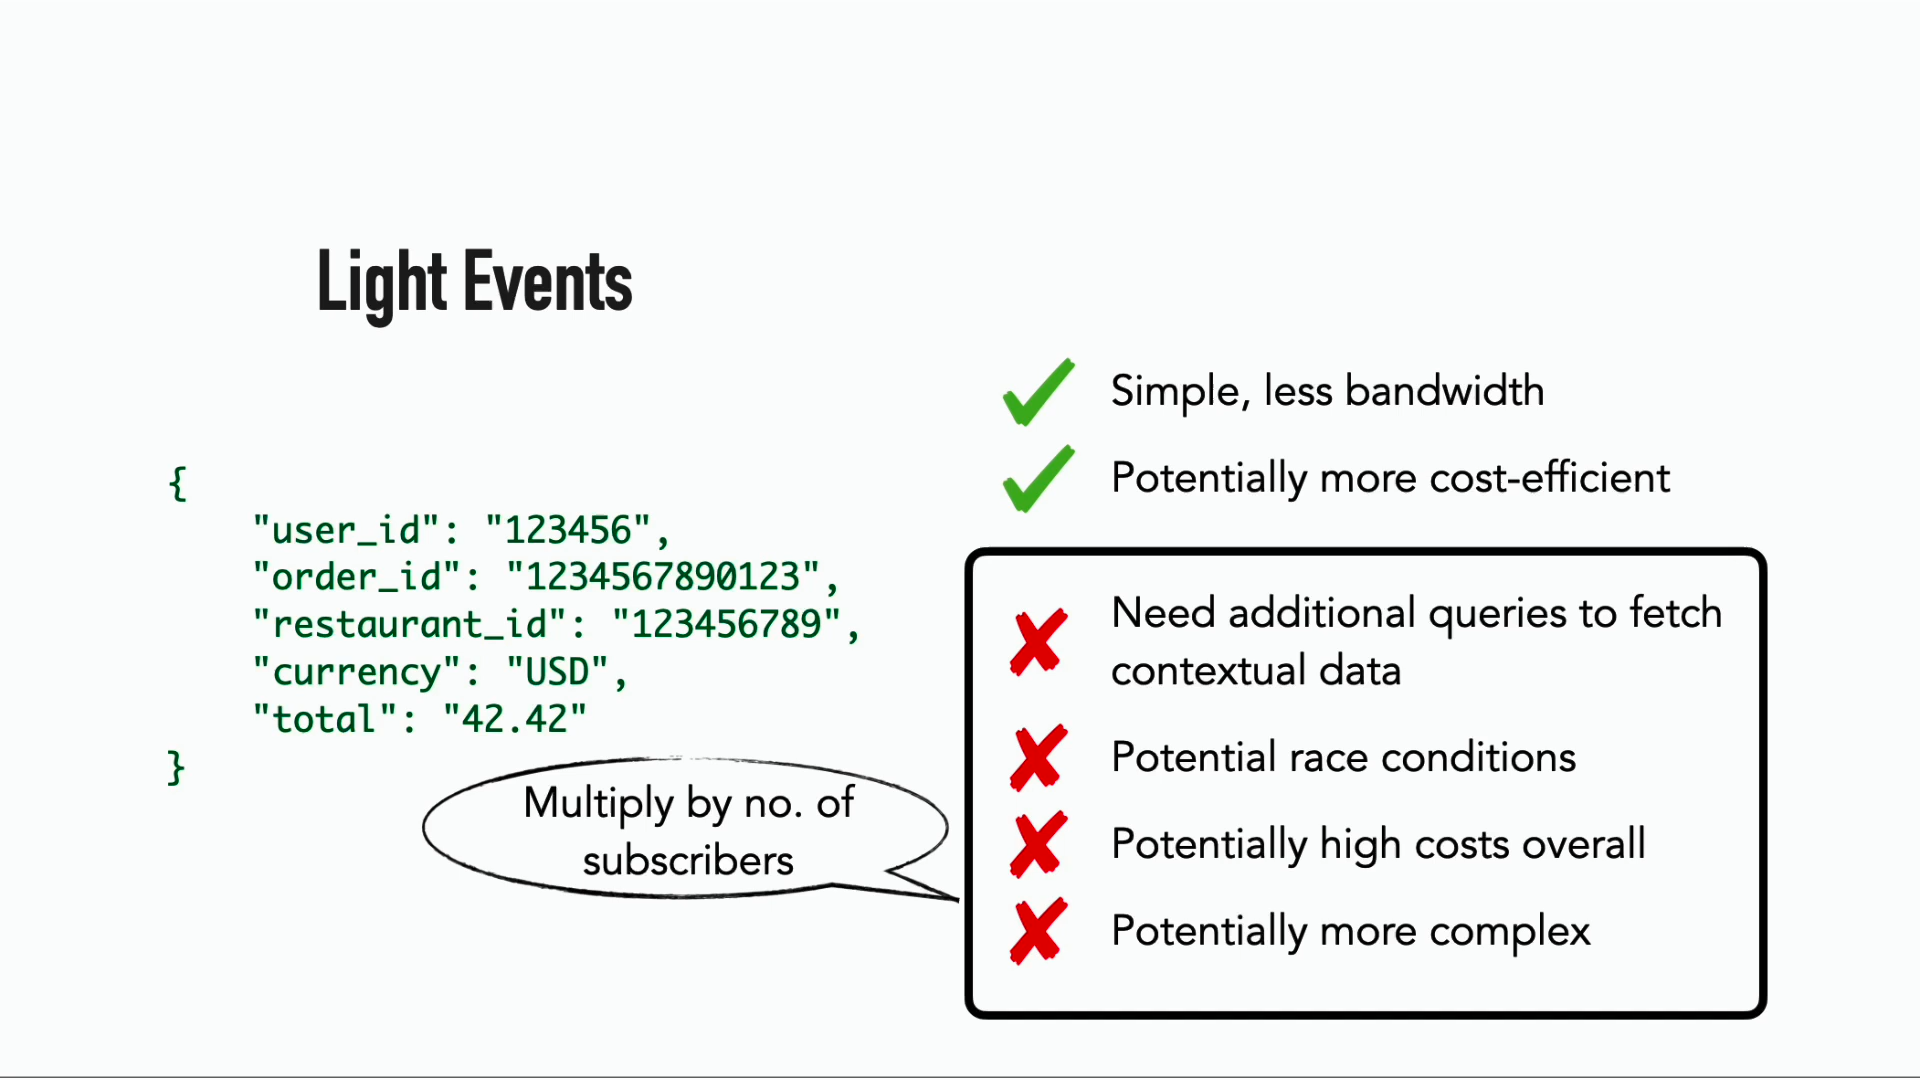 Light Events
{
"user_id": "123456",
"order_id": "1234567890123",
"restaurant_id": "123456789",
"currency": "USD",
"total": "42.42"
}
Multiply by no. of
subscribers
Simple, less bandwidth
Potentially more cost-efficient
Need additional queries to fetch
contextual data
Potential race conditions
Potentially high costs overall
Potentially more complex